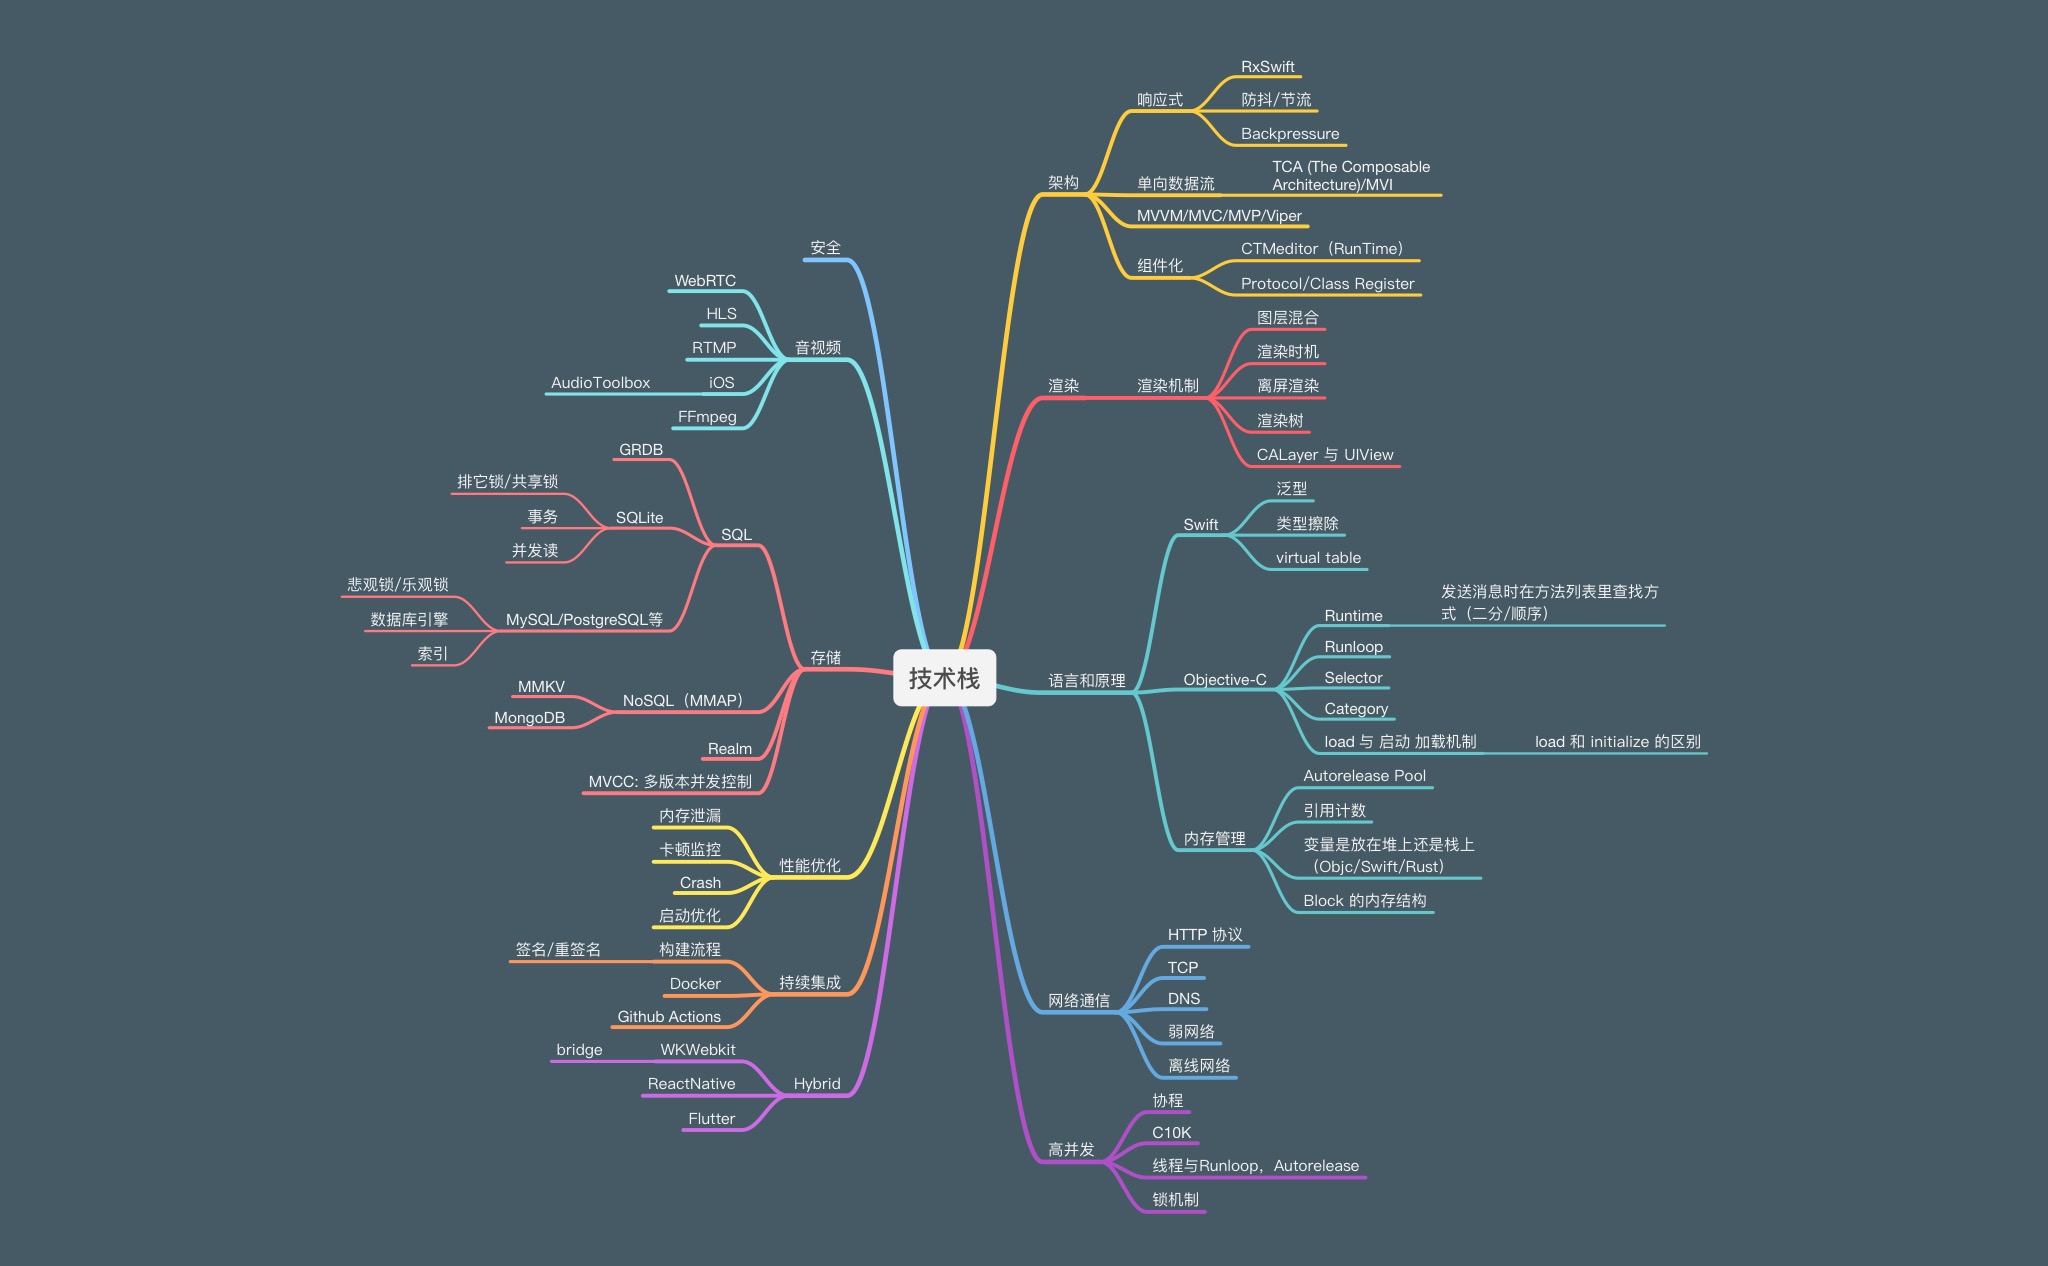 技术栈
架构
响应式
RxSwift
防抖/节流
Backpressure
单向数据流
TCA (The Composable
Architecture)/MVI
MVVM/MVC/MVP/Viper
组件化
CTMeditor（RunTime）
Protocol/Class Register
渲染
渲染机制
图层混合
渲染时机
离屏渲染
渲染树
CALayer 与 UIView
语言和原理
Swift
泛型
类型擦除
virtual table
Objective-C
Runtime
发送消息时在方法列表里查找方
式（二分/顺序）
Runloop
Selector
Category
load 与 启动 加载机制
load 和 initialize 的区别
内存管理
Autorelease Pool
引用计数
变量是放在堆上还是栈上
（Objc/Swift/Rust）
Block 的内存结构
网络通信
HTTP 协议
TCP
DNS
弱网络
离线网络
高并发
协程
C10K
线程与Runloop，Autorelease
锁机制
安全
音视频
WebRTC
HLS
RTMP
iOS
AudioToolbox
FFmpeg
存储
SQL
GRDB
SQLite
排它锁/共享锁
事务
并发读
MySQL/PostgreSQL等
悲观锁/乐观锁
数据库引擎
索引
NoSQL（MMAP）
MMKV
MongoDB
Realm
MVCC: 多版本并发控制
性能优化
内存泄漏
卡顿监控
Crash
启动优化
持续集成
构建流程
签名/重签名
Docker
Github Actions
Hybrid
WKWebkit
bridge
ReactNative
Flutter